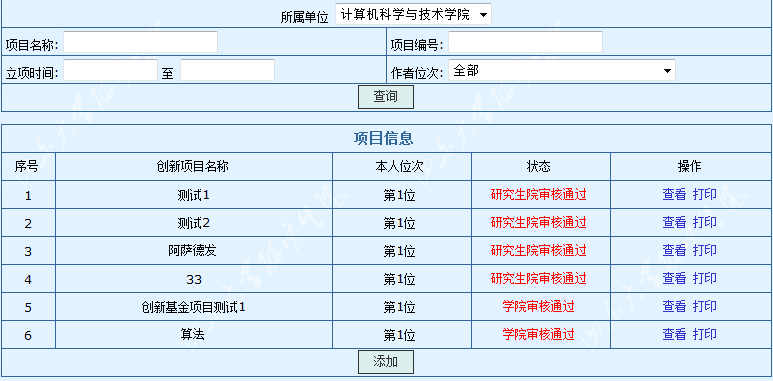 所属单位 计算机科学与技术学院
项目名称: 项目编号:
立项时间: 至 作者位次: 全部
查询
项目信息
序号 创新项目名称 本人位次 状态 操作
1 测试1 第1位 研究生院审核通过 查看 打印
2 测试2 第1位 研究生院审核通过 查看 打印
3 阿萨德发 第1位 研究生院审核通过 查看 打印
4 33 第1位 研究生院审核通过 查看 打印
5 创新基金项目测试1 第1位 学院审核通过 查看 打印
6 算法 第1位 学院审核通过 查看 打印
添加